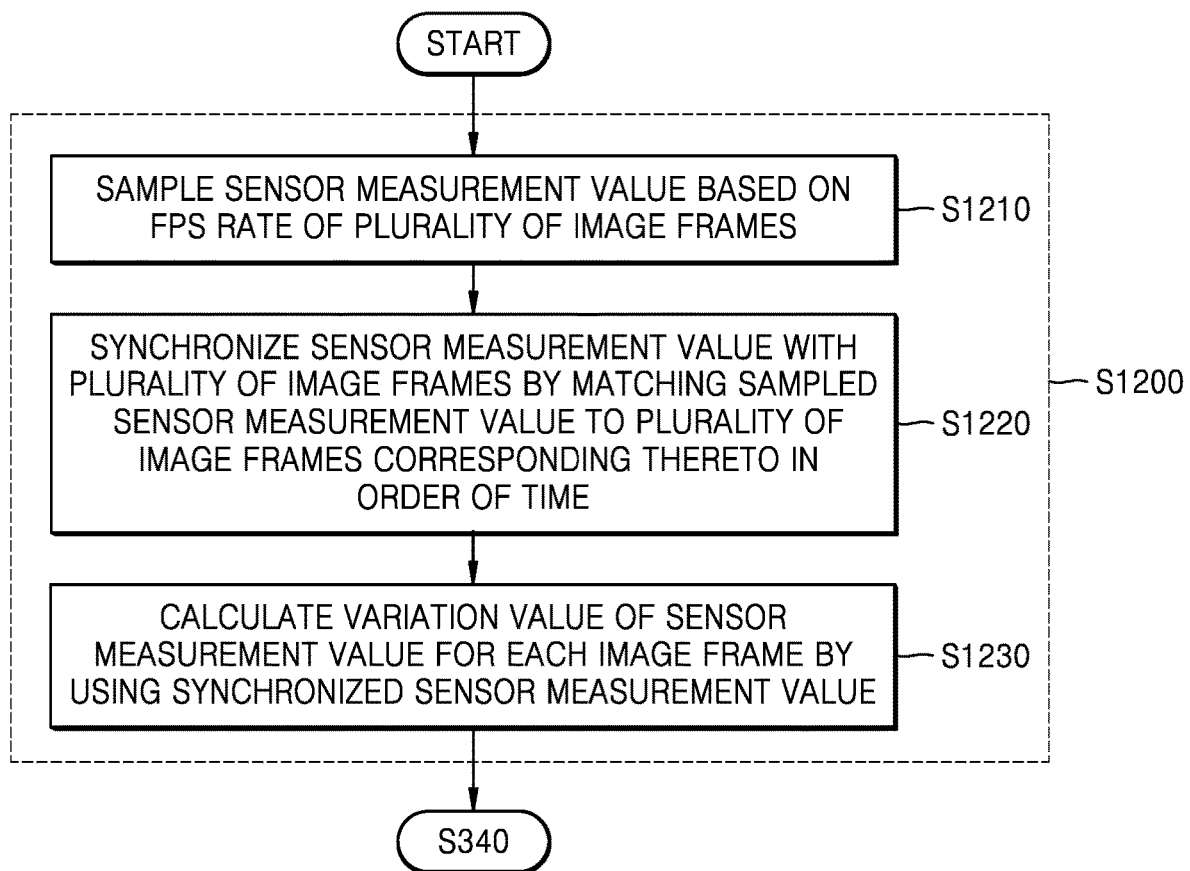 START
SAMPLE SENSOR MEASUREMENT VALUE BASED ON
FPS RATE OF PLURALITY OF IMAGE FRAMES
S1210
SYNCHRONIZE SENSOR MEASUREMENT VALUE WITH
PLURALITY OF IMAGE FRAMES BY MATCHING SAMPLED
SENSOR MEASUREMENT VALUE TO PLURALITY OF
IMAGE FRAMES CORRESPONDING THERETO IN
ORDER OF TIME
S1220
S1200
CALCULATE VARIATION VALUE OF SENSOR
MEASUREMENT VALUE FOR EACH IMAGE FRAME BY
USING SYNCHRONIZED SENSOR MEASUREMENT VALUE
S1230
S340